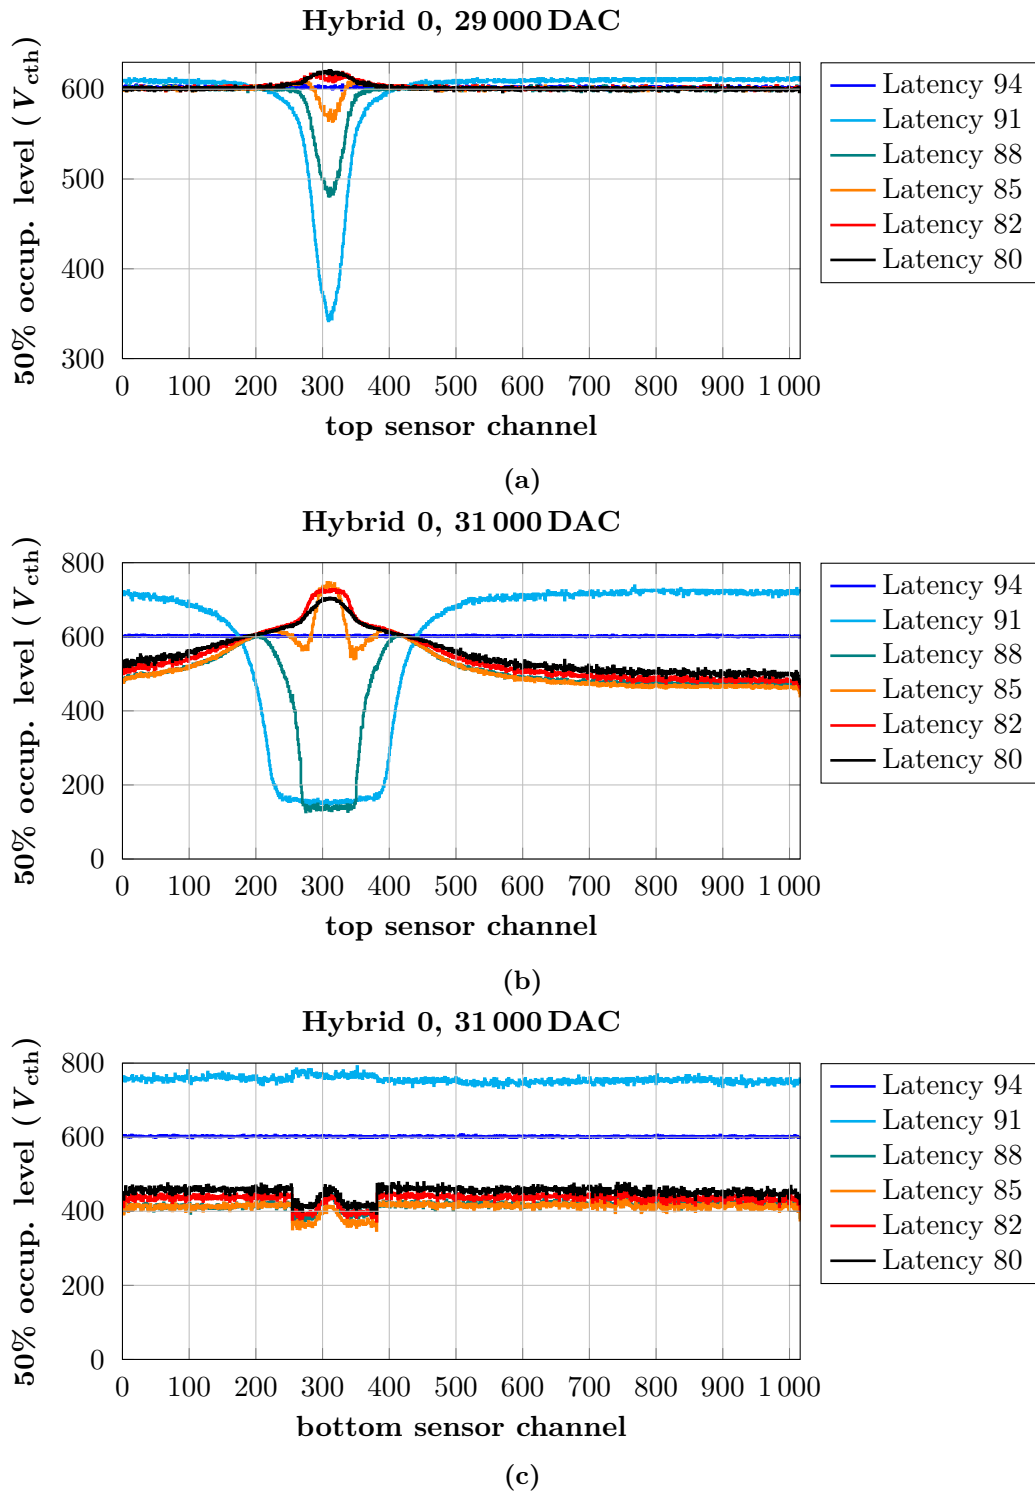 Hybrid 0, 29 000 DAC
50% occup. level (V_cth)
600
500
400
300
0 100 200 300 400 500 600 700 800 900 1 000
top sensor channel
Latency 94
Latency 91
Latency 88
Latency 85
Latency 82
Latency 80
(a)
Hybrid 0, 31 000 DAC
50% occup. level (V_cth)
800
600
400
200
0
0 100 200 300 400 500 600 700 800 900 1 000
top sensor channel
Latency 94
Latency 91
Latency 88
Latency 85
Latency 82
Latency 80
(b)
Hybrid 0, 31 000 DAC
50% occup. level (V_cth)
800
600
400
200
0
0 100 200 300 400 500 600 700 800 900 1 000
bottom sensor channel
Latency 94
Latency 91
Latency 88
Latency 85
Latency 82
Latency 80
(c)